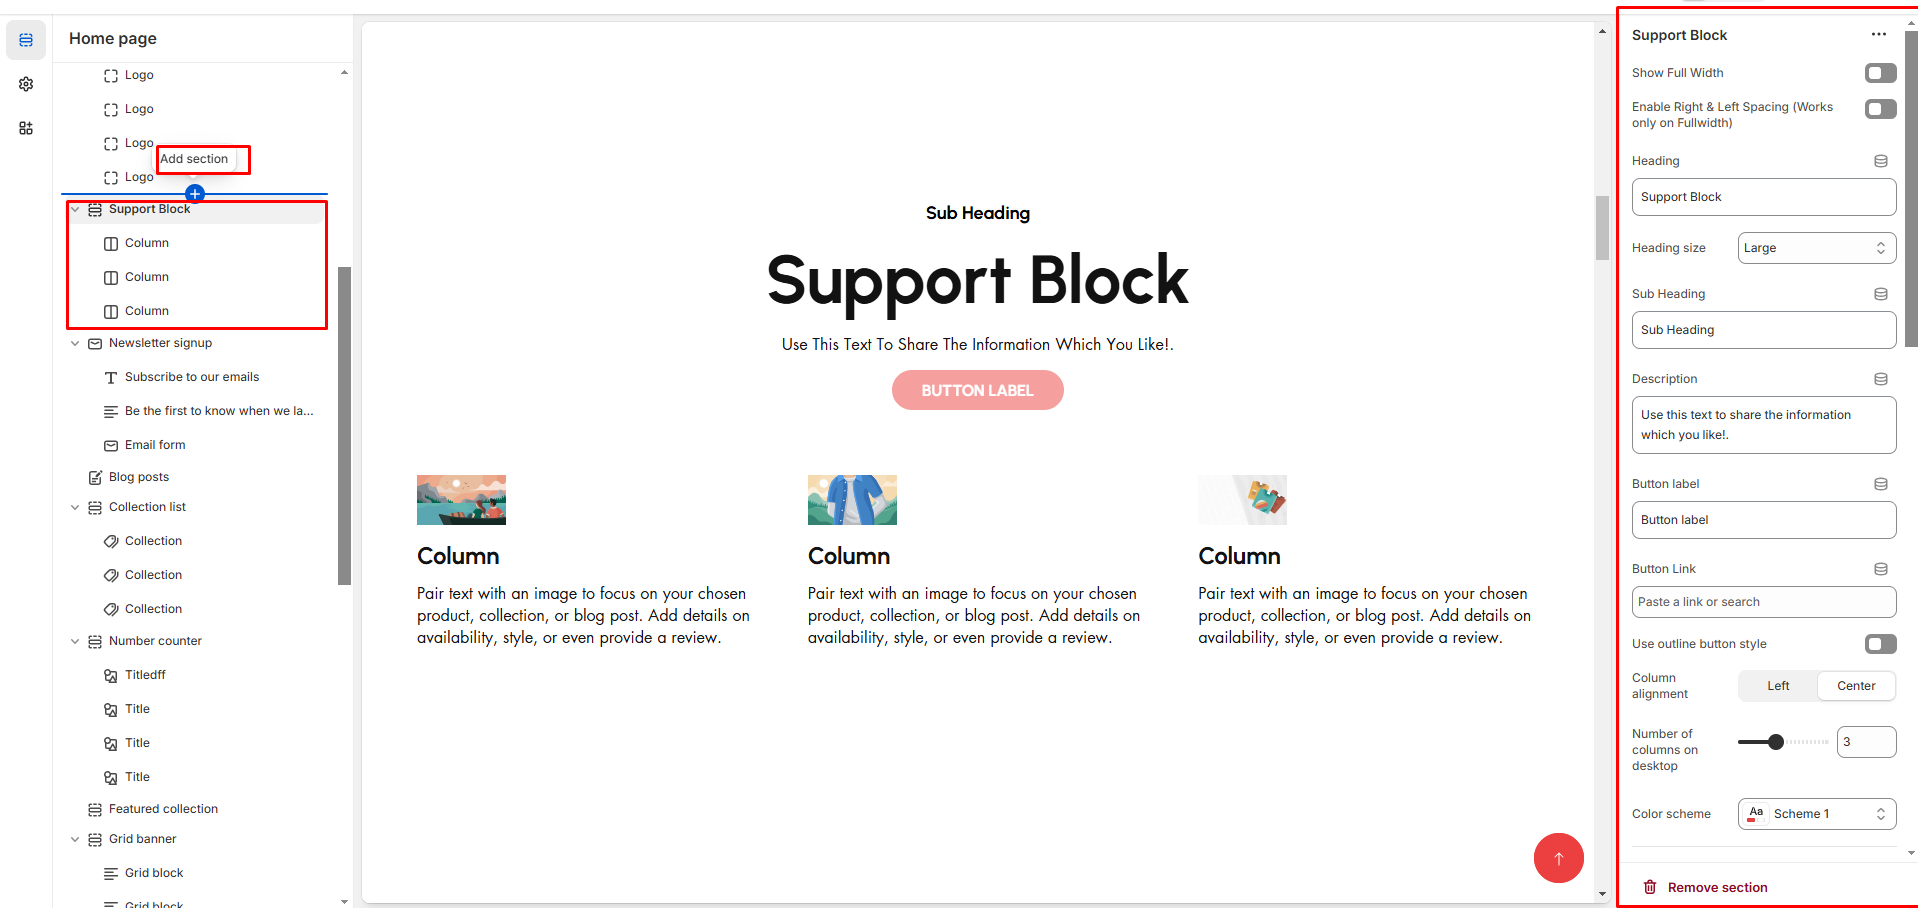 Home page
Logo
Logo
Logo
Add section
Logo
Support Block
Column
Column
Column
Newsletter signup
Subscribe to our emails
Be the first to know when we la...
Email form
Blog posts
Collection list
Collection
Collection
Collection
Number counter
Titledff
Title
Title
Title
Featured collection
Grid banner
Grid block
Grid block
Sub Heading
Support Block
Use This Text To Share The Information Which You Like!.
BUTTON LABEL
Column
Pair text with an image to focus on your chosen
product, collection, or blog post. Add details on
availability, style, or even provide a review.
Column
Pair text with an image to focus on your chosen
product, collection, or blog post. Add details on
availability, style, or even provide a review.
Column
Pair text with an image to focus on your chosen
product, collection, or blog post. Add details on
availability, style, or even provide a review.
Support Block
Show Full Width
Enable Right & Left Spacing (Works
only on Fullwidth)
Heading
Support Block
Heading size
Large
Sub Heading
Sub Heading
Description
Use this text to share the information
which you like!.
Button label
Button label
Button Link
Paste a link or search
Use outline button style
Column
alignment
Left
Center
Number of
columns on
desktop
3
Color scheme
Aa
Scheme 1
Remove section